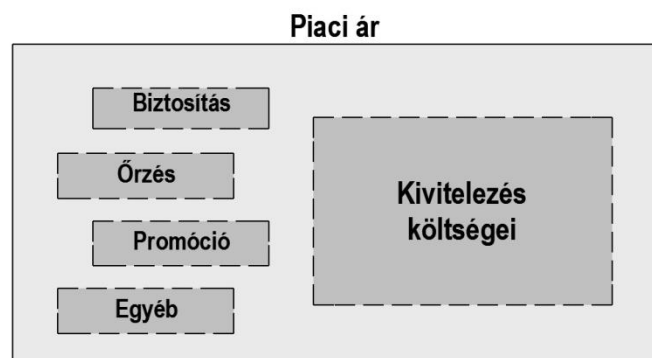 Piaci ár
Biztosítás
Őrzés
Promóció
Egyéb
Kivitelezés
költségei